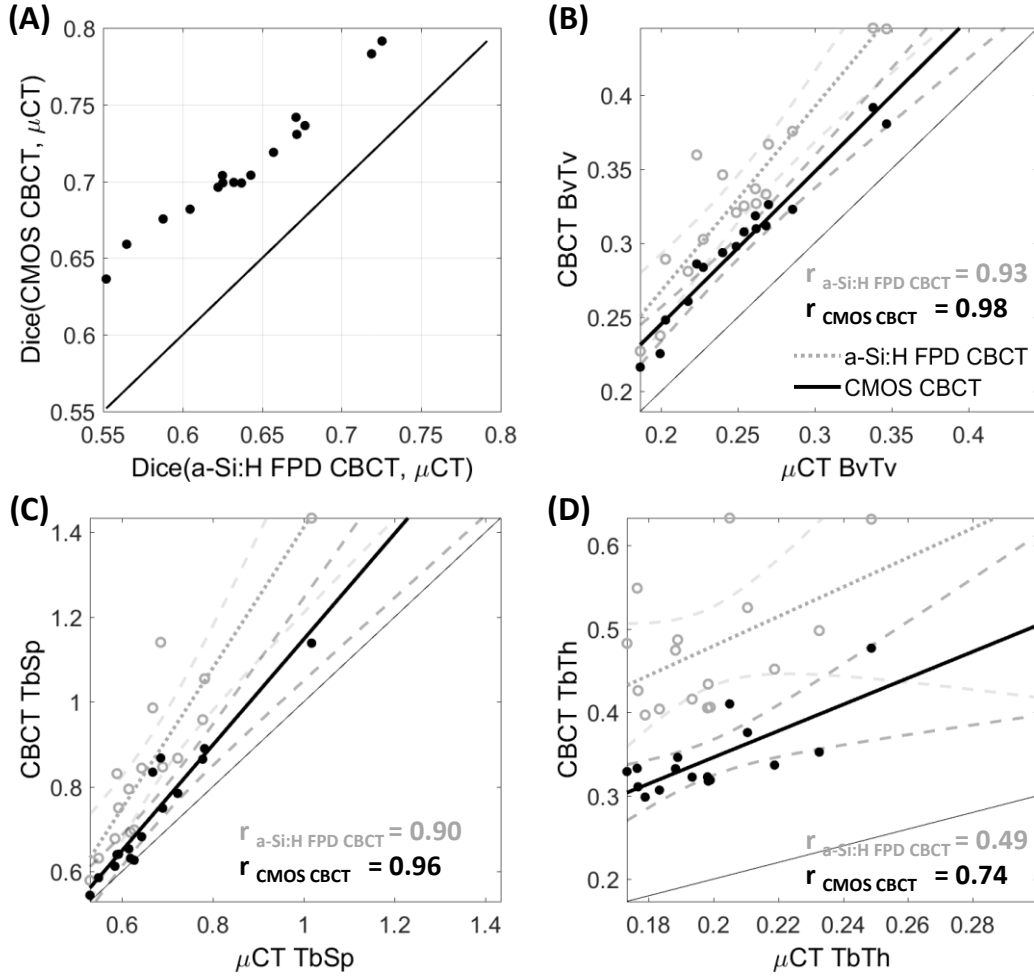 (A)
0.8
0.75
0.7
0.65
0.6
0.55
Dice(CMOS CBCT, μCT)
0.55 0.6 0.65 0.7 0.75 0.8
Dice(a-Si:H FPD CBCT, μCT)
(B)
0.4
0.35
0.3
0.25
0.2
CBCT BvTv
r a-Si:H FPD CBCT = 0.93
r CMOS CBCT = 0.98
a-Si:H FPD CBCT
CMOS CBCT
0.2 0.25 0.3 0.35 0.4
μCT BvTv
(C)
1.4
1.2
1
0.8
0.6
CBCT TbSp
r a-Si:H FPD CBCT = 0.90
r CMOS CBCT = 0.96
0.6 0.8 1 1.2 1.4
μCT TbSp
(D)
0.6
0.5
0.4
0.3
0.2
CBCT TbTh
r a-Si:H FPD CBCT = 0.49
r CMOS CBCT = 0.74
0.18 0.2 0.22 0.24 0.26 0.28
μCT TbTh